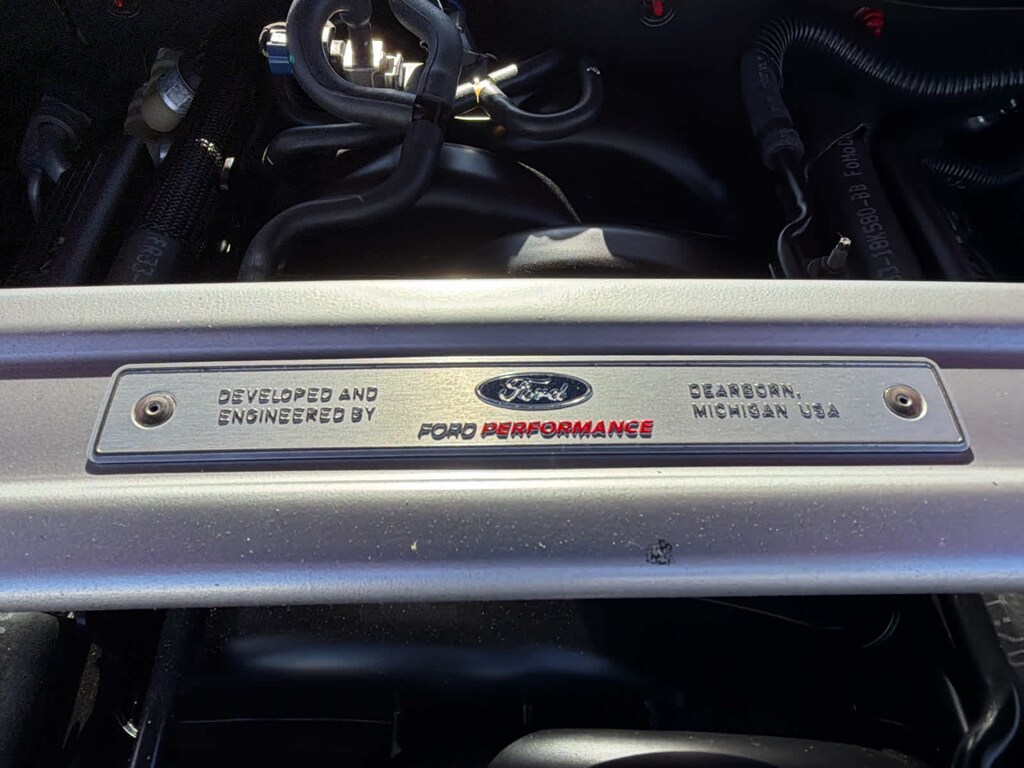 DEVELOPED AND
ENGINEERED BY
Ford
FORD PERFORMANCE
DEARBORN,
MICHIGAN USA